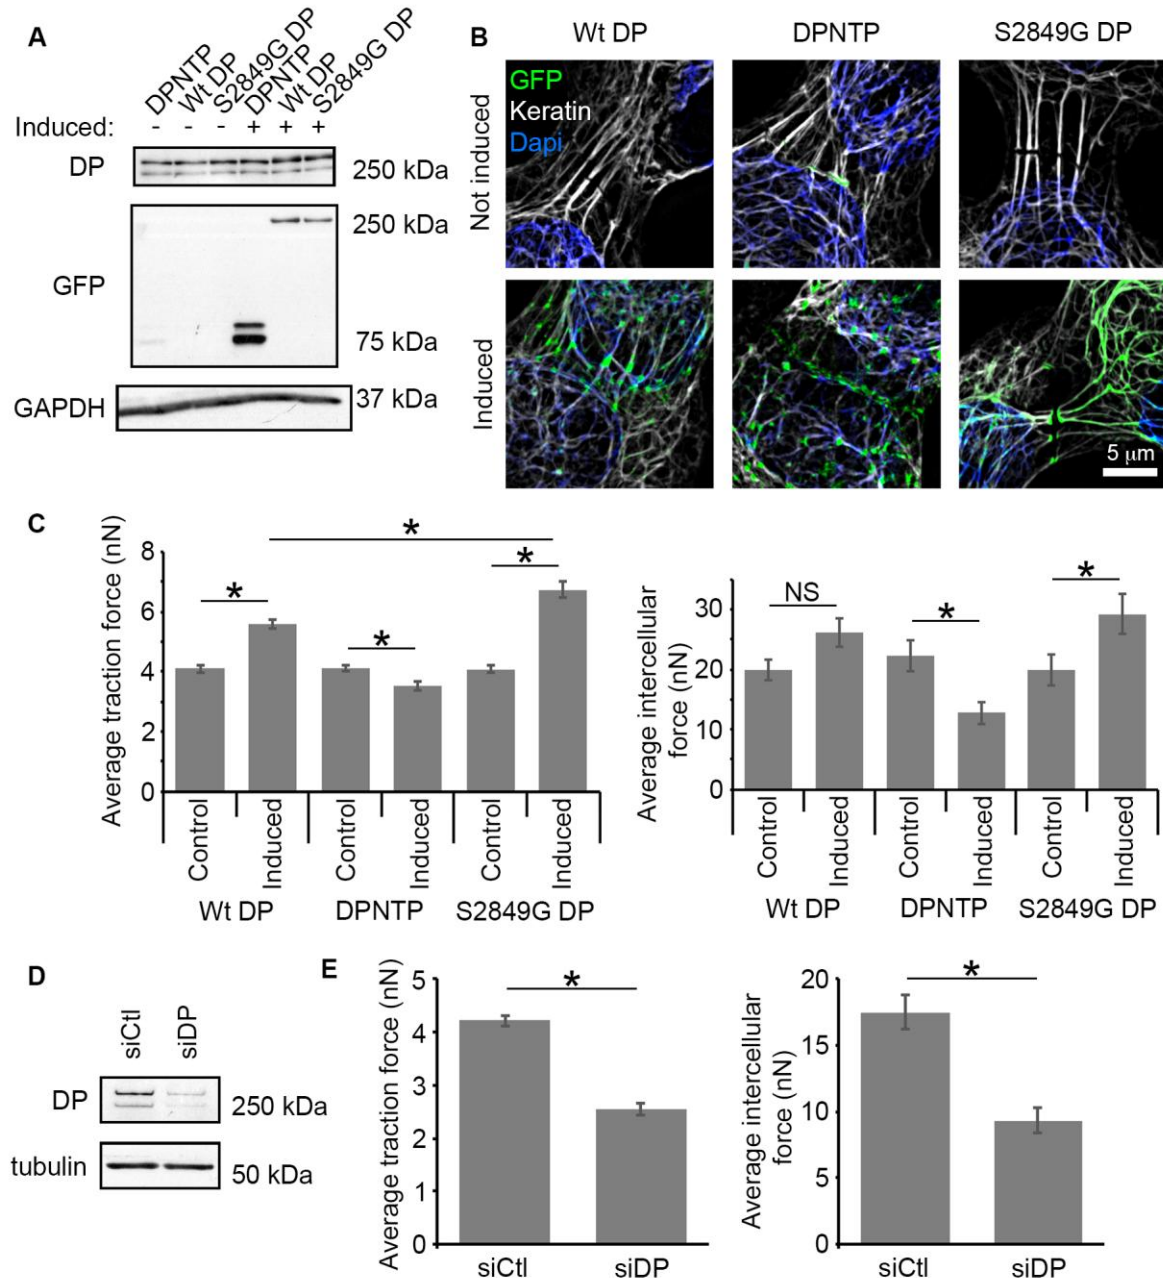 A
DPNTP
Wt DP
S2849G DP
DPNTP
Wt DP
S2849G DP
Induced: - - - + + +
DP
250 kDa
GFP
250 kDa
75 kDa
GAPDH
37 kDa
B
Wt DP DPNTP S2849G DP
Not induced
GFP
Keratin
Dapi
Induced
5 µm
C
Average traction force (nN)
8
6
4
2
0
*
*
*
*
Control Induced Control Induced Control Induced
Wt DP DPNTP S2849G DP
Average intercellular
force (nN)
30
20
10
0
NS
*
*
Control Induced Control Induced Control Induced
Wt DP DPNTP S2849G DP
D
siCtl siDP
DP
250 kDa
tubulin
50 kDa
E
Average traction force (nN)
5
4
3
2
1
0
*
siCtl siDP
Average intercellular
force (nN)
20
15
10
5
0
*
siCtl siDP